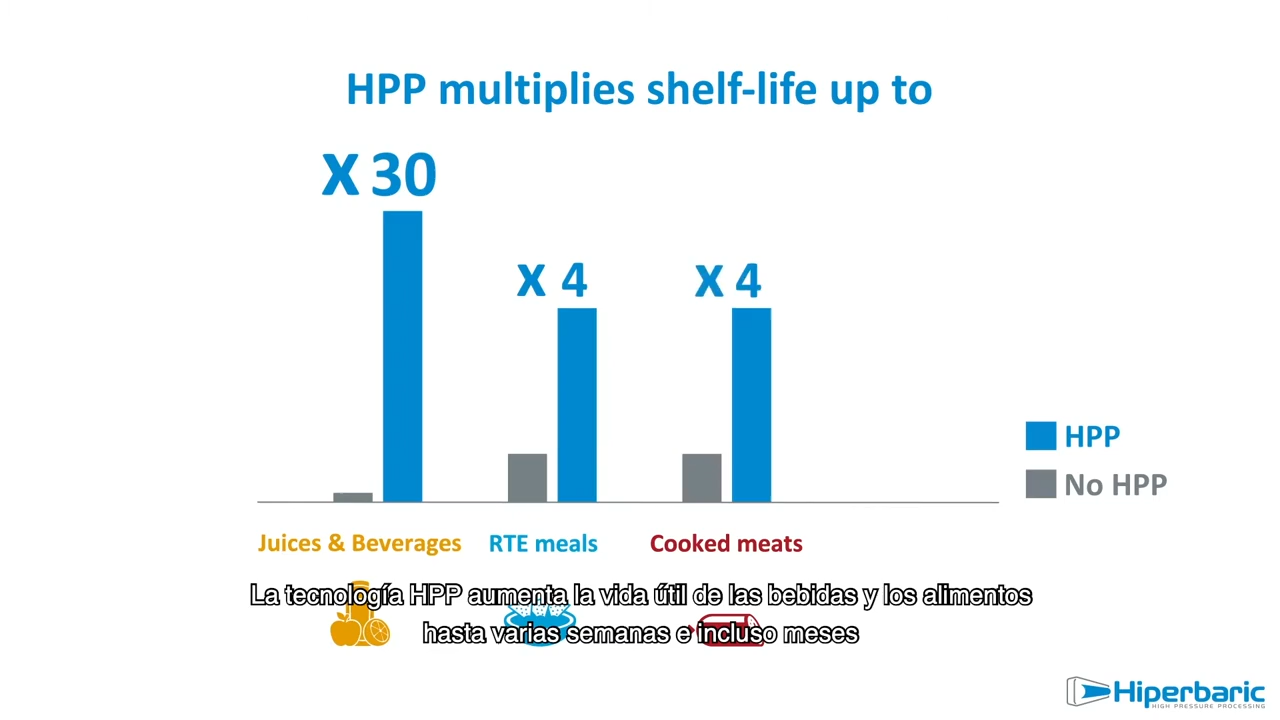 HPP multiplies shelf-life up to
X 30
X 4
X 4
HPP
No HPP
Juices & Beverages
RTE meals
Cooked meats
La tecnología HPP aumenta la vida útil de las bebidas y los alimentos
hasta varias semanas e incluso meses
Hiperbaric
HIGH PRESSURE PROCESSING